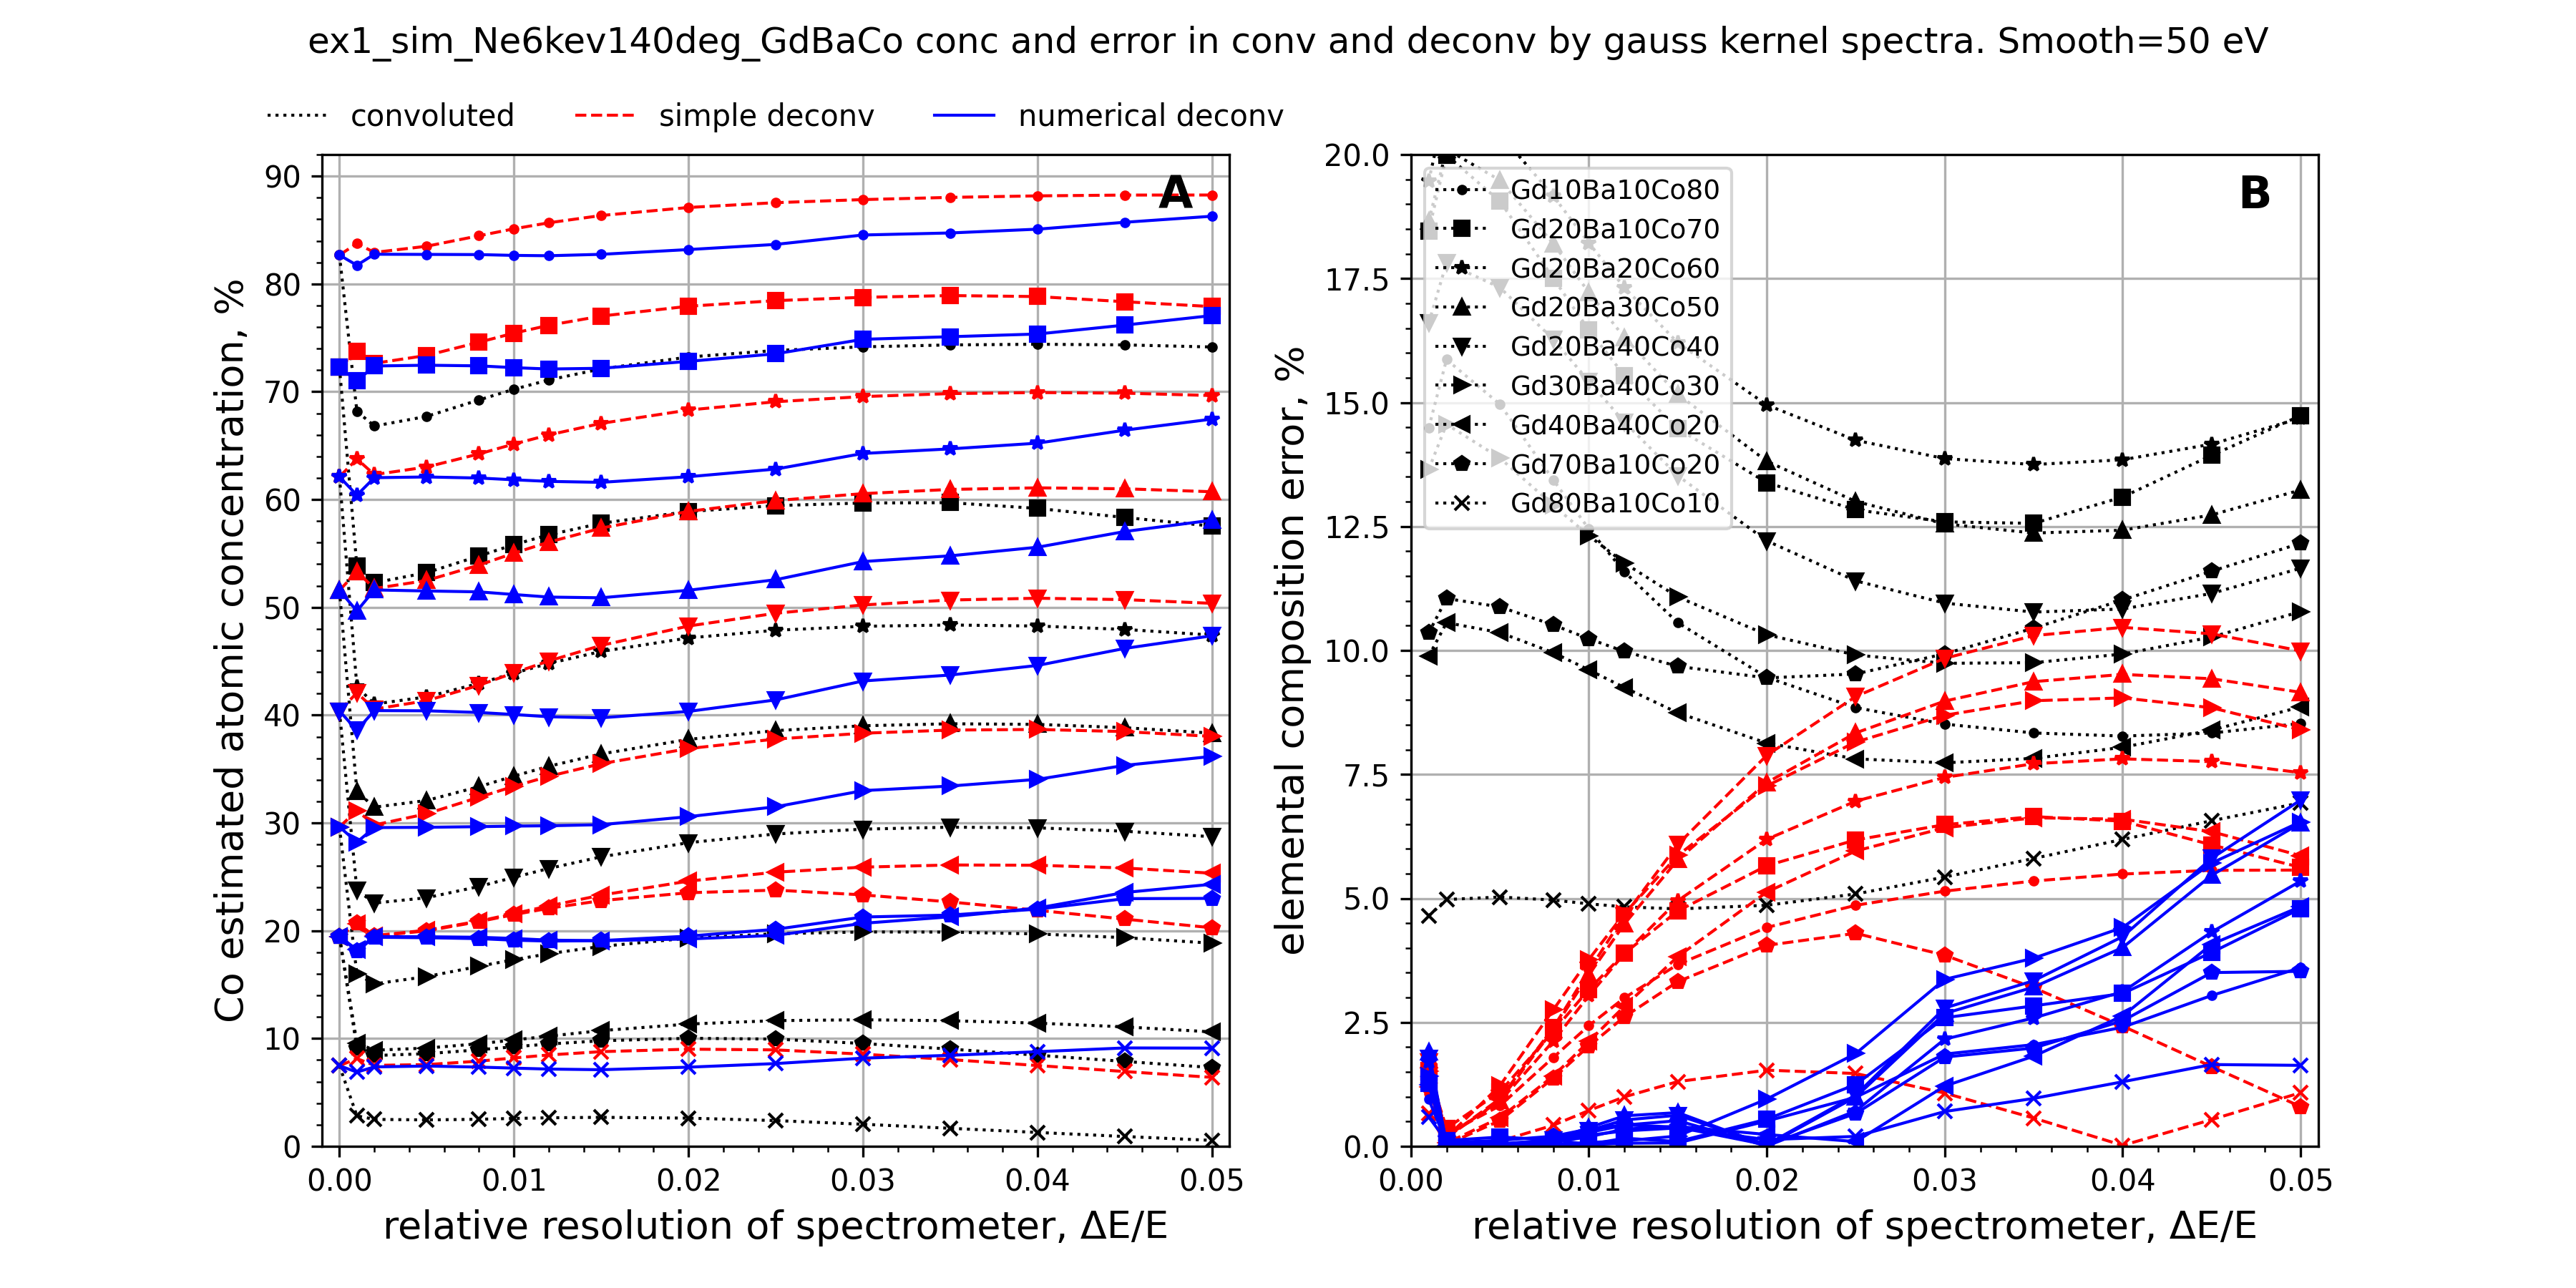 ex1_sim_Ne6kev140deg_GdBaCo conc and error in conv and deconv by gauss kernel spectra. Smooth=50 eV
convoluted simple deconv numerical deconv
A
90
80
70
60
50
40
30
20
10
0
Co estimated atomic concentration, %
0.00 0.01 0.02 0.03 0.04 0.05
relative resolution of spectrometer, ΔE/E
B
20.0
17.5
15.0
12.5
10.0
7.5
5.0
2.5
0.0
elemental composition error, %
Gd10Ba10Co80
Gd20Ba10Co70
Gd20Ba20Co60
Gd20Ba30Co50
Gd20Ba40Co40
Gd30Ba40Co30
Gd40Ba40Co20
Gd70Ba10Co20
Gd80Ba10Co10
0.00 0.01 0.02 0.03 0.04 0.05
relative resolution of spectrometer, ΔE/E